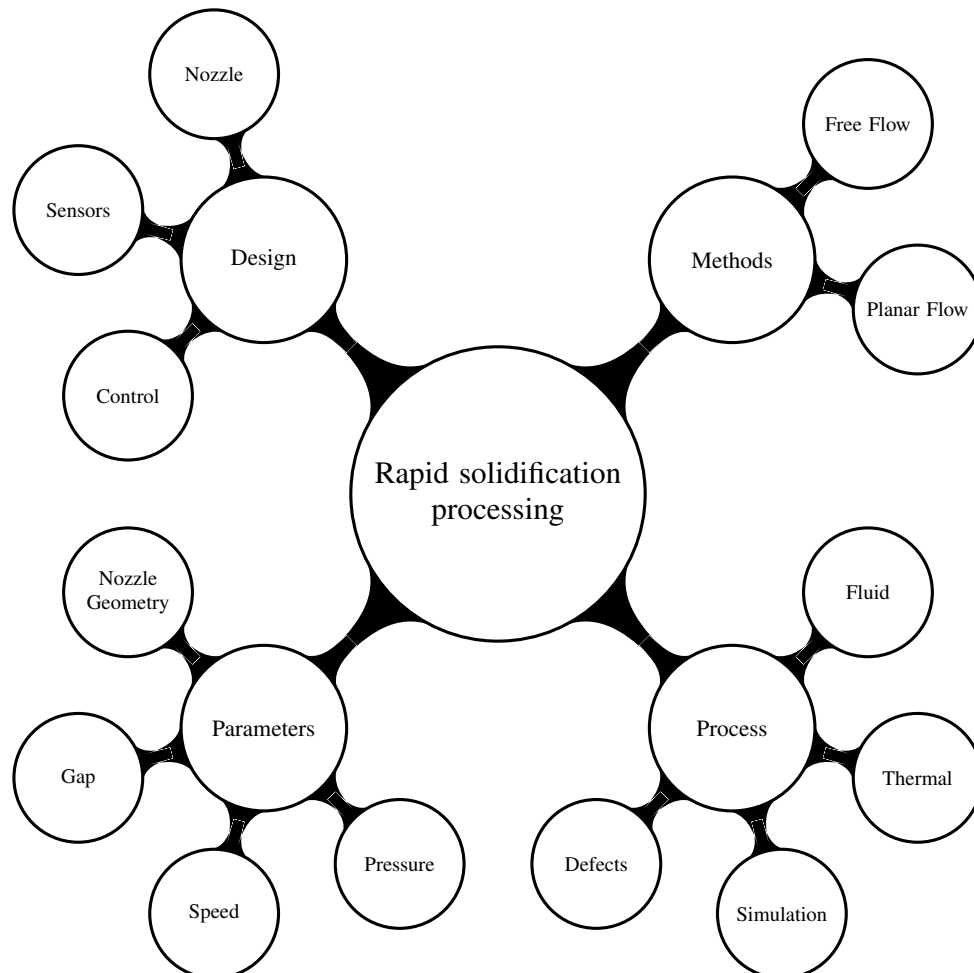 Nozzle
Sensors
Design
Control
Free Flow
Methods
Planar Flow
Rapid solidification
processing
Nozzle
Geometry
Parameters
Gap
Speed
Pressure
Fluid
Process
Thermal
Defects
Simulation